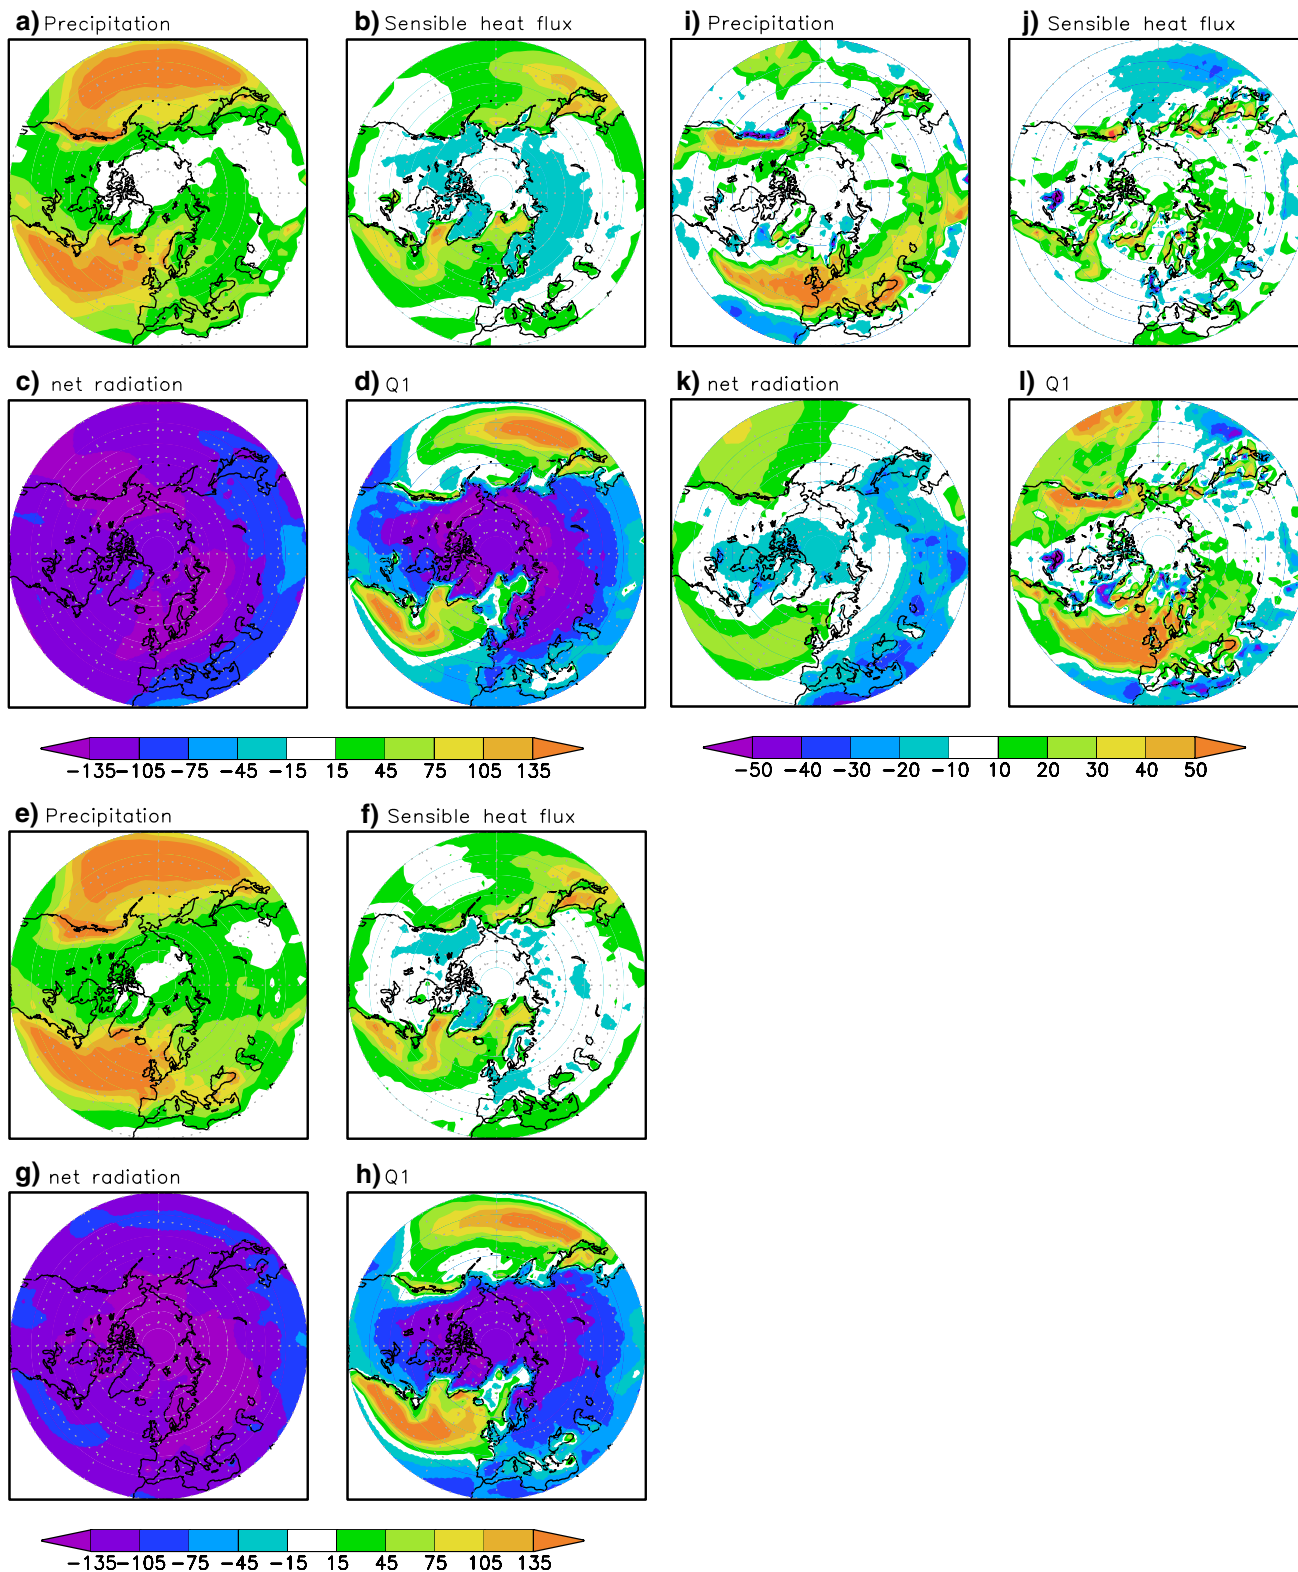 a) Precipitation
b) Sensible heat flux
i) Precipitation
j) Sensible heat flux
c) net radiation
d) Q1
k) net radiation
l) Q1
-135 -105 -75 -45 -15 15 45 75 105 135
-50 -40 -30 -20 -10 10 20 30 40 50
e) Precipitation
f) Sensible heat flux
g) net radiation
h) Q1
-135 -105 -75 -45 -15 15 45 75 105 135